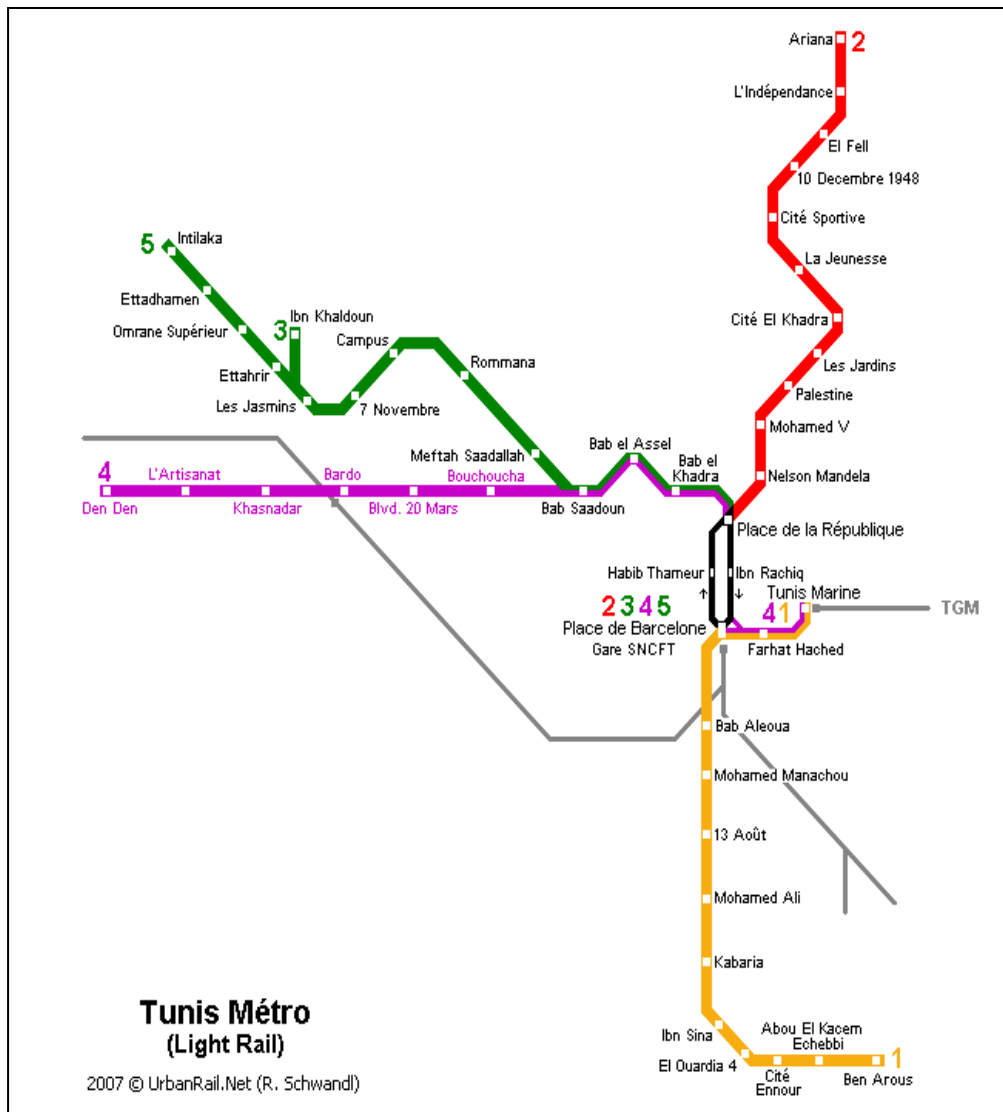 Ariana
2
L'Indépendance
El Fell
10 Decembre 1948
Cité Sportive
La Jeunesse
Cité El Khadra
Les Jardins
Palestine
Mohamed V
Nelson Mandela
Place de la République
5
Intilaka
Ettadhamen
Omrane Supérieur
3
Ibn Khaldoun
Ettahrir
Les Jasmins
Campus
7 Novembre
Rommana
Meftah Saadallah
Bab el Assel
Bab el
Khadra
4
L'Artisanat
Bardo
Bouchoucha
Den Den
Khasnadar
Blvd. 20 Mars
Bab Saadoun
Habib Thameur
Ibn Rachiq
↑
↓
Tunis Marine
2 3 4 5
4 1
TGM
Place de Barcelone
Gare SNCFT
Farhat Hached
Bab Aleoua
Mohamed Manachou
13 Août
Mohamed Ali
Kabaria
Ibn Sina
El Ouardia 4
Abou El Kacem
Echebbi
1
Cité
Ennour
Ben Arous
Tunis Métro
(Light Rail)
2007 © UrbanRail.Net (R. Schwandl)